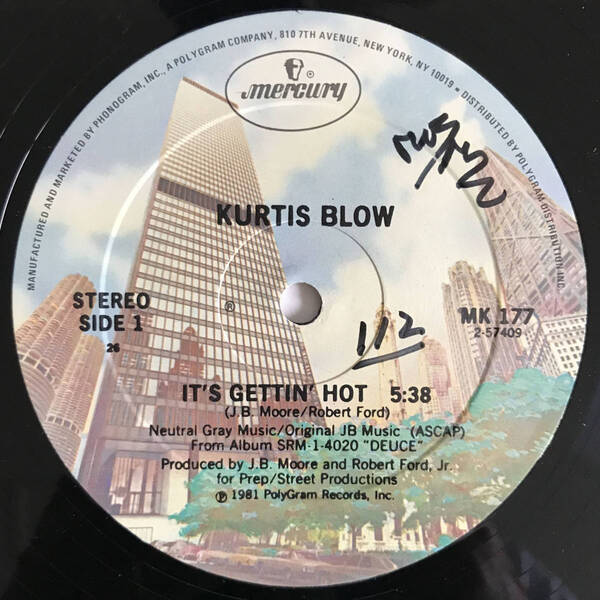 MANUFACTURED AND MARKETED BY PHONOGRAM, INC., A POLYGRAM COMPANY, 810 7TH AVENUE, NEW YORK, NY 10019 • DISTRIBUTED BY POLYGRAM DISTRIBUTION INC.
mercury ®
KURTIS BLOW
STEREO
SIDE 1
26
®
MK 177
2-57409
112
IT'S GETTIN' HOT 5:38
(J.B. Moore/Robert Ford)
Neutral Gray Music/Original JB Music (ASCAP)
From Album SRM-1-4020 "DEUCE"
Produced by J.B. Moore and Robert Ford, Jr.
for Prep/Street Productions
℗ 1981 PolyGram Records, Inc.